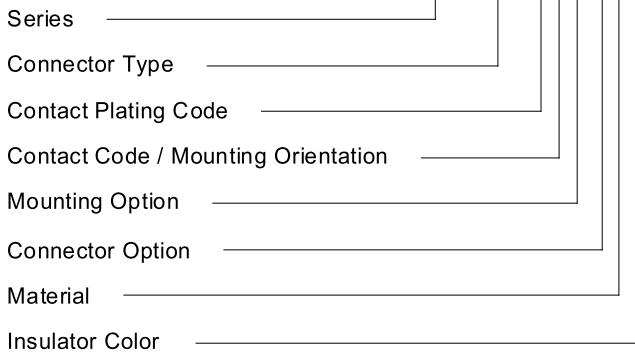 Series
Connector Type
Contact Plating Code
Contact Code / Mounting Orientation
Mounting Option
Connector Option
Material
Insulator Color